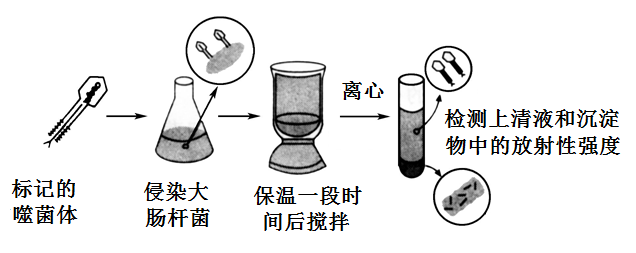 离心
检测上清液和沉淀
物中的放射性强度
标记的
噬菌体
侵染大
肠杆菌
保温一段时
间后搅拌